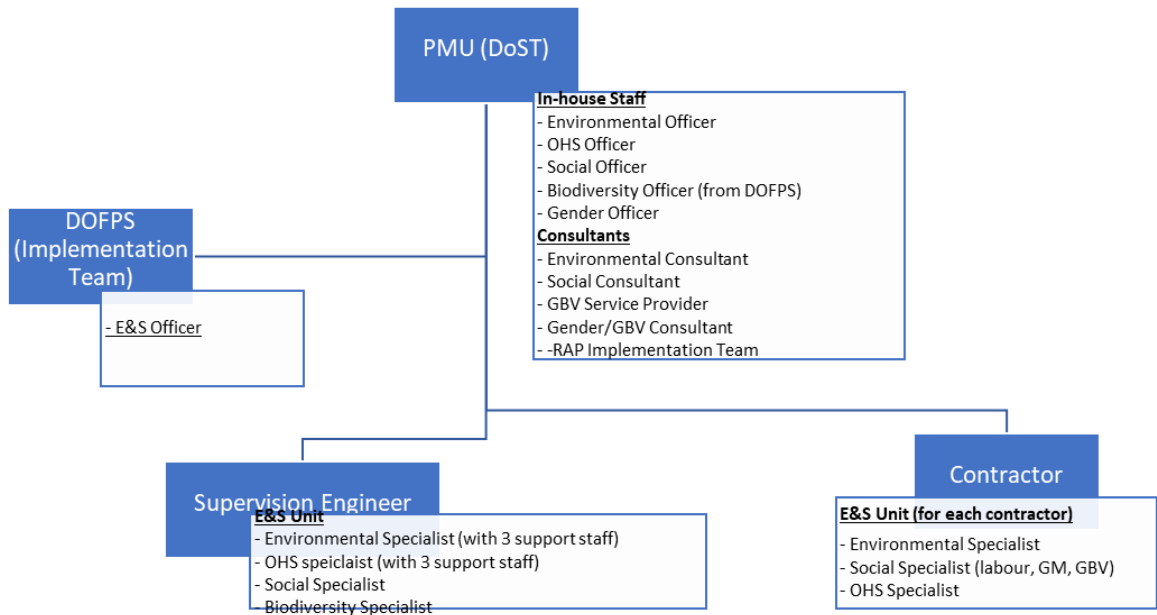 PMU (DoST)
In-house Staff
- Environmental Officer
- OHS Officer
- Social Officer
- Biodiversity Officer (from DOFPS)
- Gender Officer
Consultants
- Environmental Consultant
- Social Consultant
- GBV Service Provider
- Gender/GBV Consultant
- -RAP Implementation Team
DOFPS
(Implementation
Team)
- E&S Officer
Supervision Engineer
E&S Unit
- Environmental Specialist (with 3 support staff)
- OHS speiclaist (with 3 support staff)
- Social Specialist
- Biodiversity Specialist
Contractor
E&S Unit (for each contractor)
- Environmental Specialist
- Social Specialist (labour, GM, GBV)
- OHS Specialist